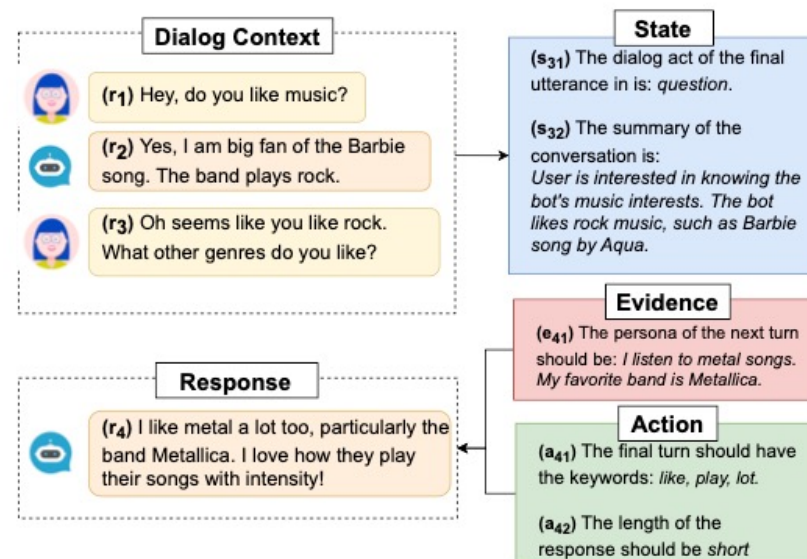 Dialog Context
(r1) Hey, do you like music?
(r2) Yes, I am big fan of the Barbie
song. The band plays rock.
(r3) Oh seems like you like rock.
What other genres do you like?
State
(s31) The dialog act of the final
utterance in is: question.
(s32) The summary of the
conversation is:
User is interested in knowing the
bot's music interests. The bot
likes rock music, such as Barbie
song by Aqua.
Evidence
(e41) The persona of the next turn
should be: I listen to metal songs.
My favorite band is Metallica.
Response
(r4) I like metal a lot too, particularly the
band Metallica. I love how they play
their songs with intensity!
Action
(a41) The final turn should have
the keywords: like, play, lot.
(a42) The length of the
response should be short